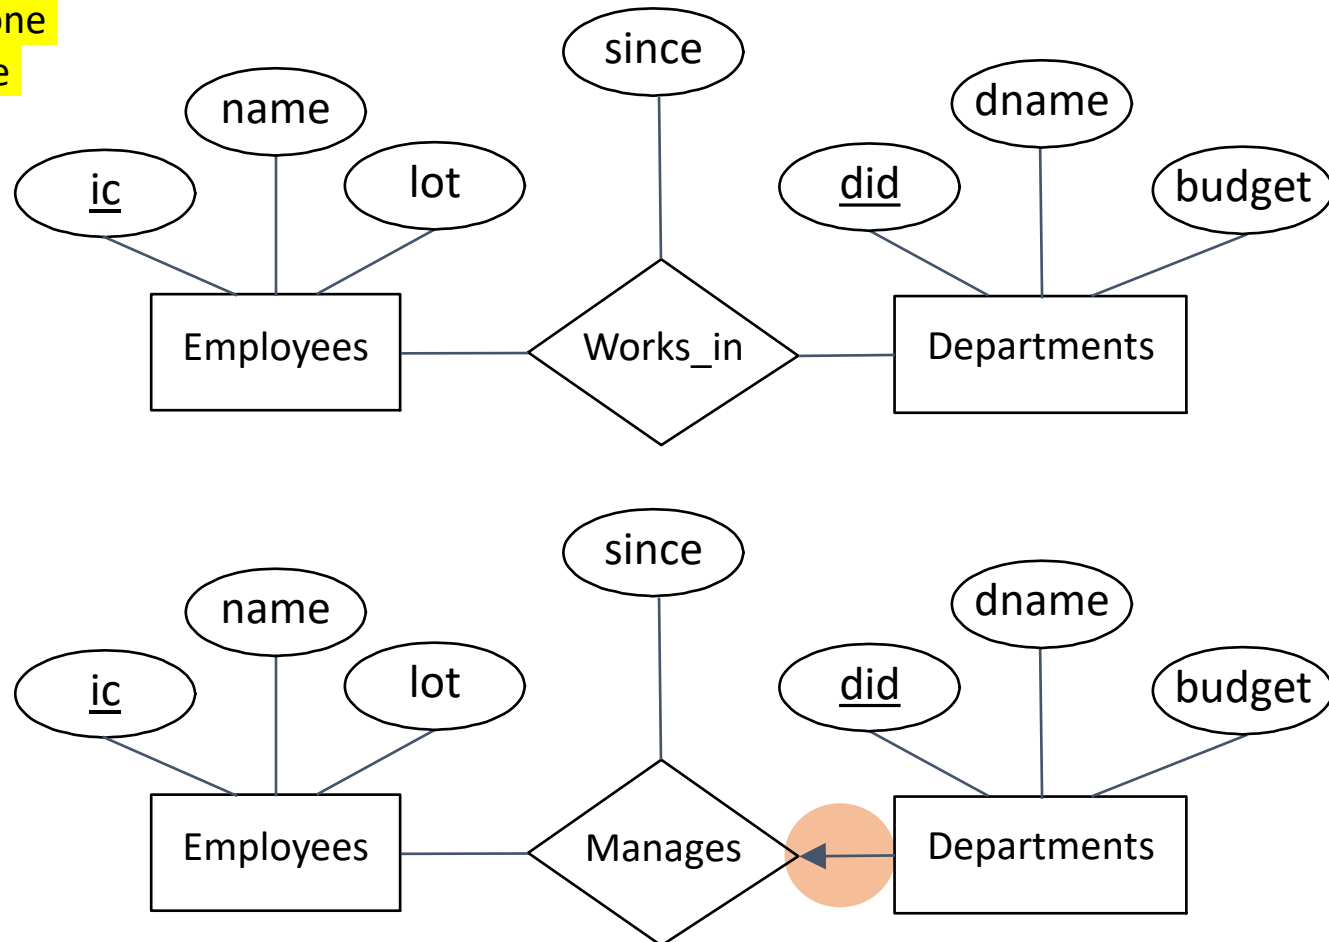 one
e
since
name
dname
ic
lot
did
budget
Employees
Works_in
Departments
since
name
dname
ic
lot
did
budget
Employees
Manages
Departments